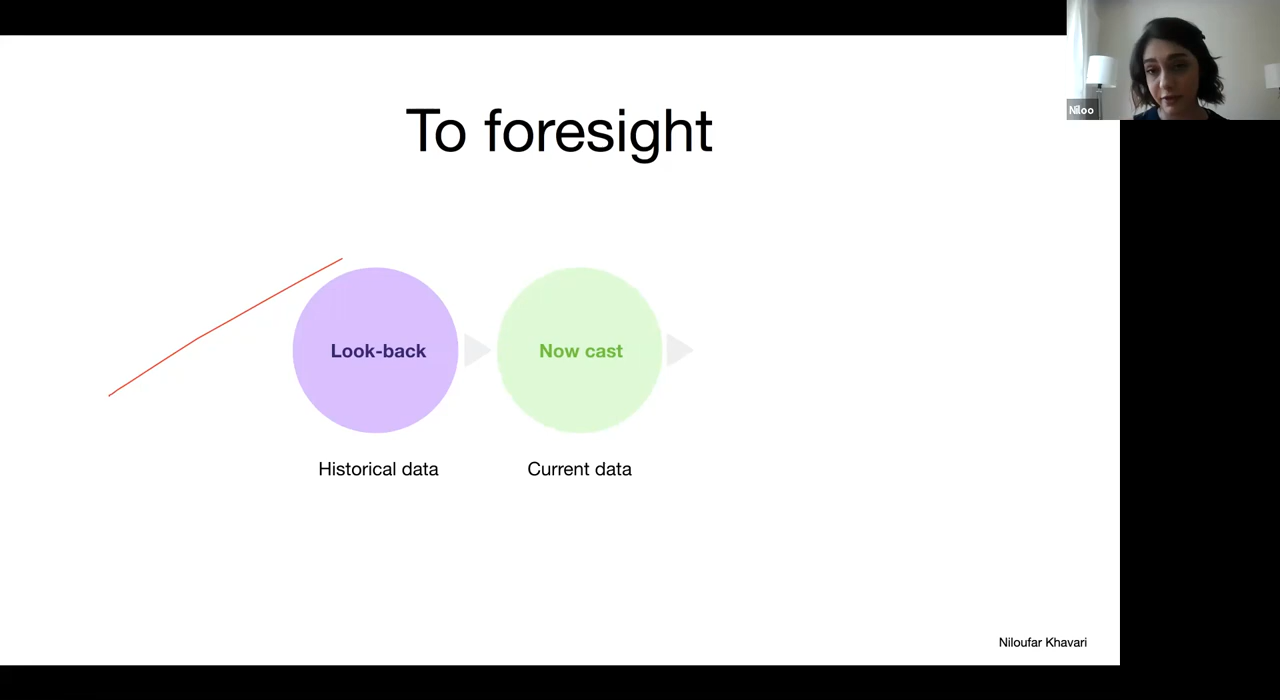 Niloo
To foresight
Look-back
Now cast
Historical data
Current data
Niloufar Khavari